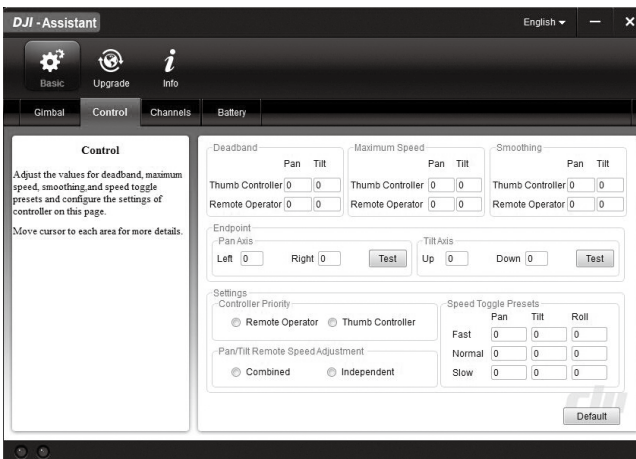 DJI - Assistant
English
Basic
Upgrade
Info
Gimbal
Control
Channels
Battery
Control
Adjust the values for deadband, maximum
speed, smoothing,and speed toggle
presets and configure the settings of
controller on this page.
Move cursor to each area for more details.
Deadband
Pan Tilt
Thumb Controller 0 0
Remote Operator 0 0
Maximum Speed
Pan Tilt
Thumb Controller 0 0
Remote Operator 0 0
Smoothing
Pan Tilt
Thumb Controller 0 0
Remote Operator 0 0
Endpoint
Pan Axis
Left 0 Right 0 Test
Tilt Axis
Up 0 Down 0 Test
Settings
Controller Priority
Remote Operator Thumb Controller
Pan/Tilt Remote Speed Adjustment
Combined Independent
Speed Toggle Presets
Pan Tilt Roll
Fast 0 0 0
Normal 0 0 0
Slow 0 0 0
Default